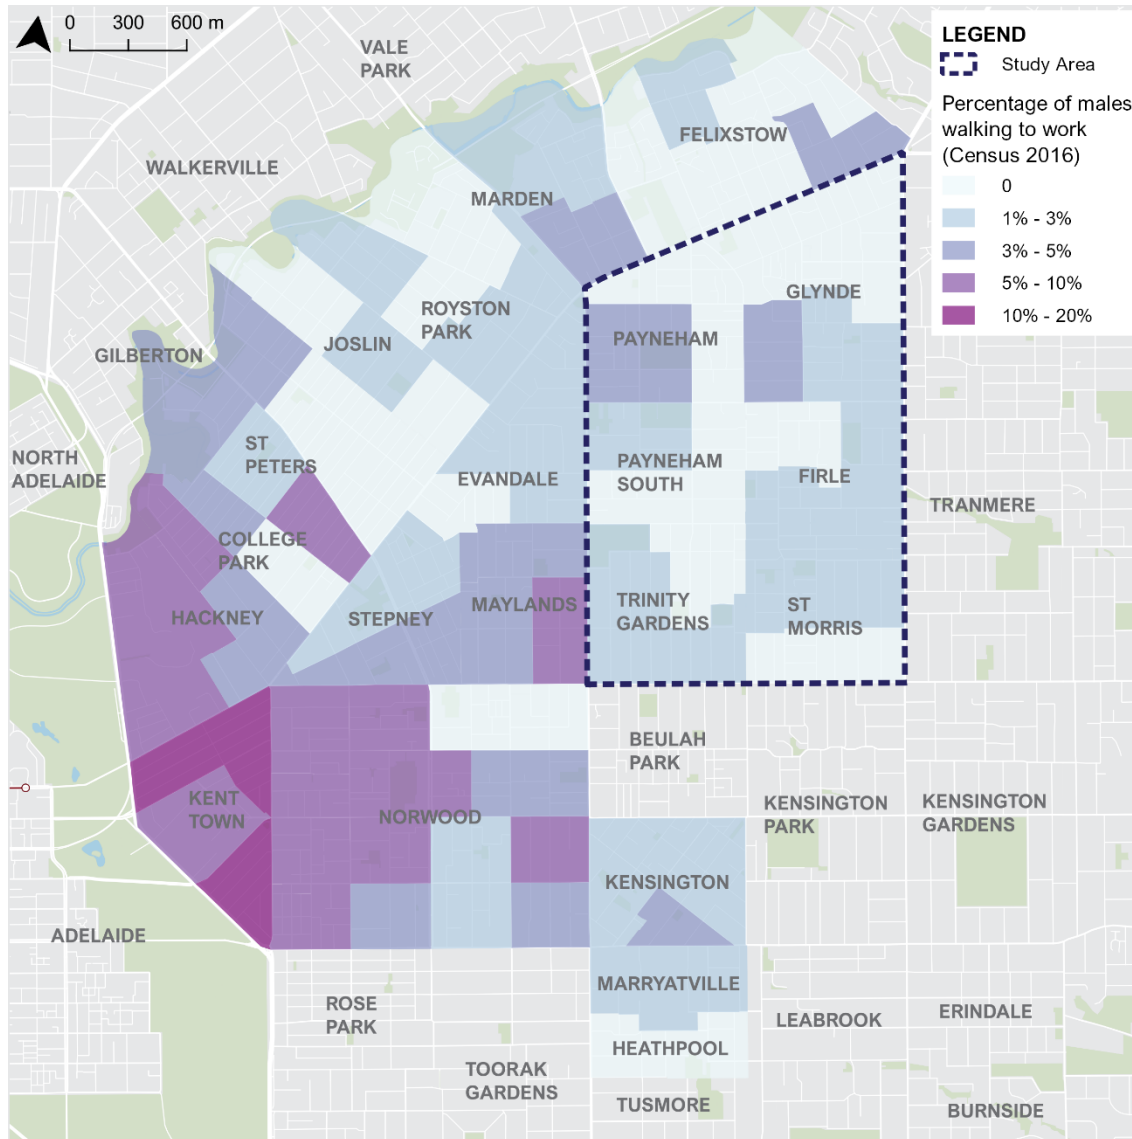 0 300 600 m
VALE
PARK
LEGEND
Study Area
Percentage of males
walking to work
(Census 2016)
0
1% - 3%
3% - 5%
5% - 10%
10% - 20%
FELIXSTOW
WALKERVILLE
MARDEN
GLYNDE
ROYSTON
PARK
PAYNEHAM
JOSLIN
GILBERTON
ST
PETERS
NORTH
ADELAIDE
EVANDALE
PAYNEHAM
SOUTH
FIRLE
TRANMERE
COLLEGE
PARK
HACKNEY
STEPNEY
MAYLANDS
TRINITY
GARDENS
ST
MORRIS
BEULAH
PARK
KENT
TOWN
NORWOOD
KENSINGTON
PARK
KENSINGTON
GARDENS
KENSINGTON
ADELAIDE
MARRYATVILLE
ROSE
PARK
LEABROOK
ERINDALE
HEATHPOOL
TOORAK
GARDENS
TUSMORE
BURNSIDE